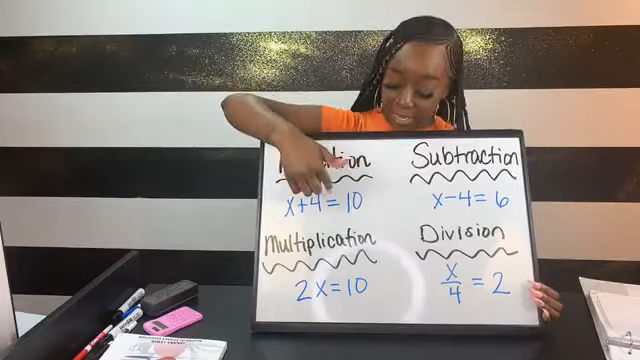 Subtraction
x+4=10
x-4=6
Multiplication
Division
2x=10
x/4 = 2